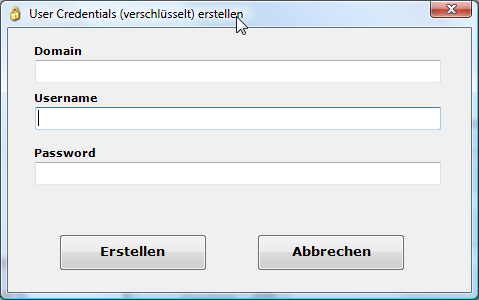 User Credentials (verschlüsselt) erstellen
Domain
Username
Password
Erstellen
Abbrechen